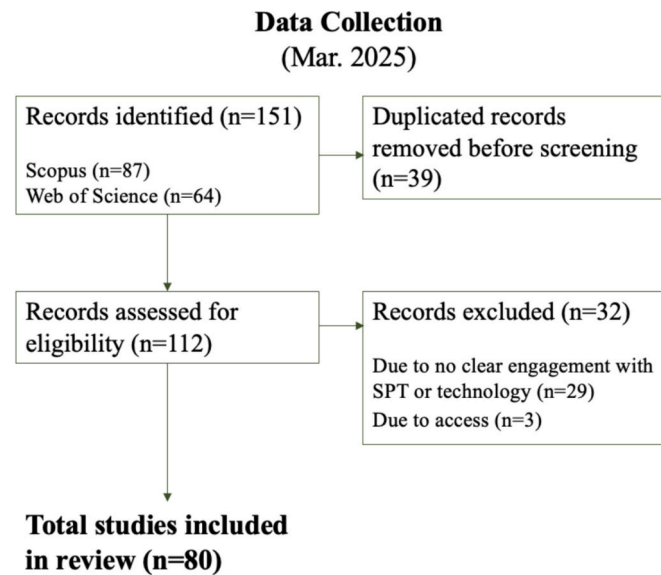 Data Collection
(Mar. 2025)
Records identified (n=151)
Scopus (n=87)
Web of Science (n=64)
Duplicated records
removed before screening
(n=39)
Records assessed for
eligibility (n=112)
Records excluded (n=32)
Due to no clear engagement with
SPT or technology (n=29)
Due to access (n=3)
Total studies included
in review (n=80)